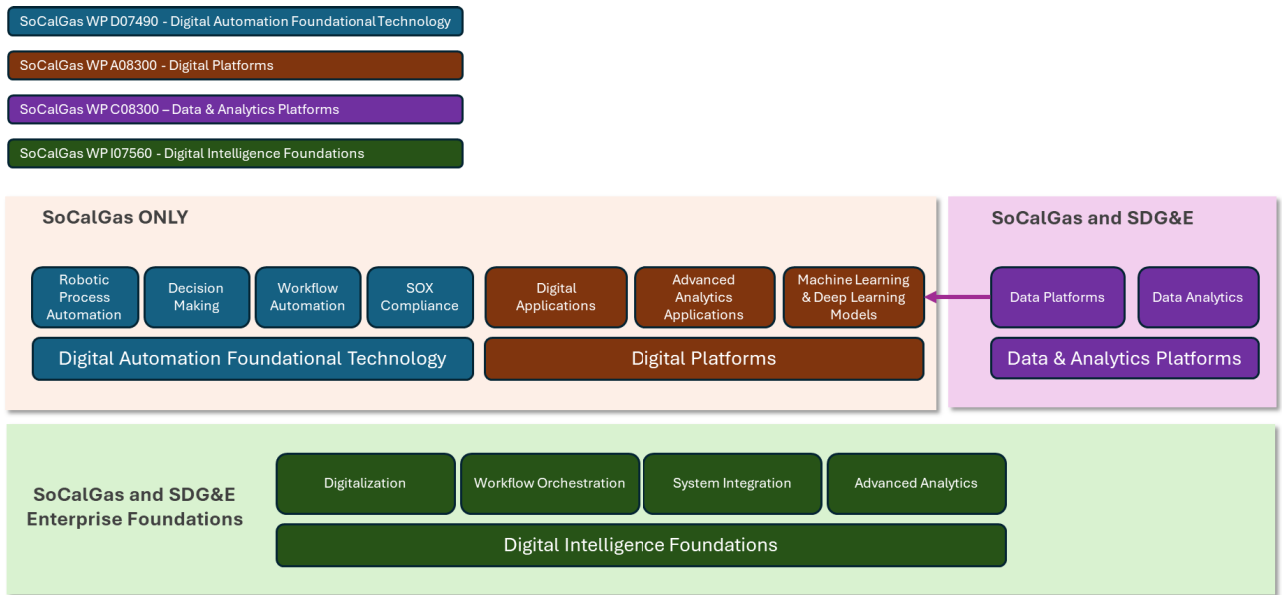 SoCalGas WP D07490 - Digital Automation Foundational Technology
SoCalGas WP A08300 - Digital Platforms
SoCalGas WP C08300 – Data & Analytics Platforms
SoCalGas WP I07560 - Digital Intelligence Foundations
SoCalGas ONLY
Robotic
Process
Automation
Decision
Making
Workflow
Automation
SOX
Compliance
Digital
Applications
Advanced
Analytics
Applications
Machine Learning
& Deep Learning
Models
Digital Automation Foundational Technology
Digital Platforms
SoCalGas and SDG&E
Data Platforms
Data Analytics
Data & Analytics Platforms
SoCalGas and SDG&E
Enterprise Foundations
Digitalization
Workflow Orchestration
System Integration
Advanced Analytics
Digital Intelligence Foundations